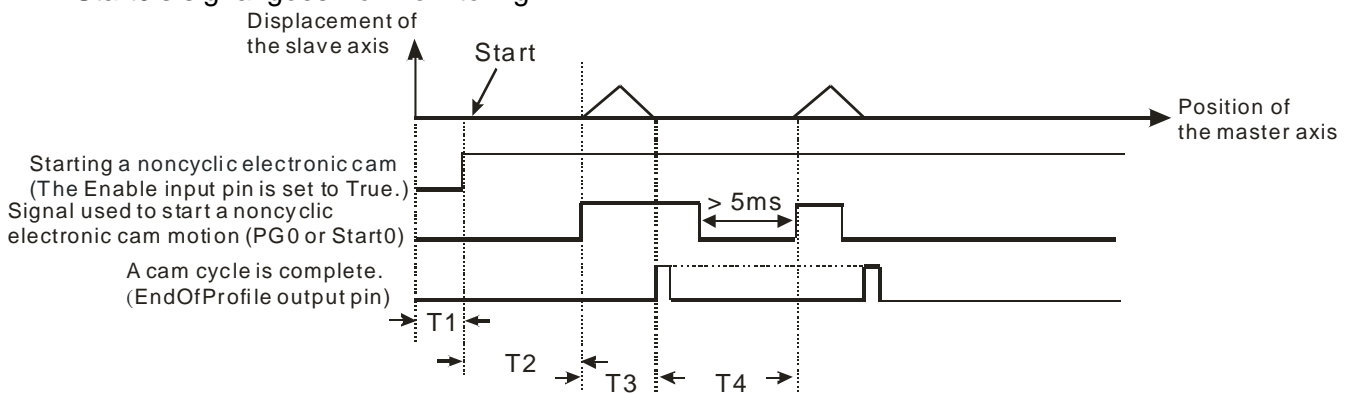 Displacement of
the slave axis
Start
Position of
the master axis
Starting a noncyclic electronic cam
(The Enable input pin is set to True.)
Signal used to start a noncyclic
electronic cam motion (PG0 or Start0)
> 5ms
A cam cycle is complete.
(EndOfProfile output pin)
T1
T2
T3
T4